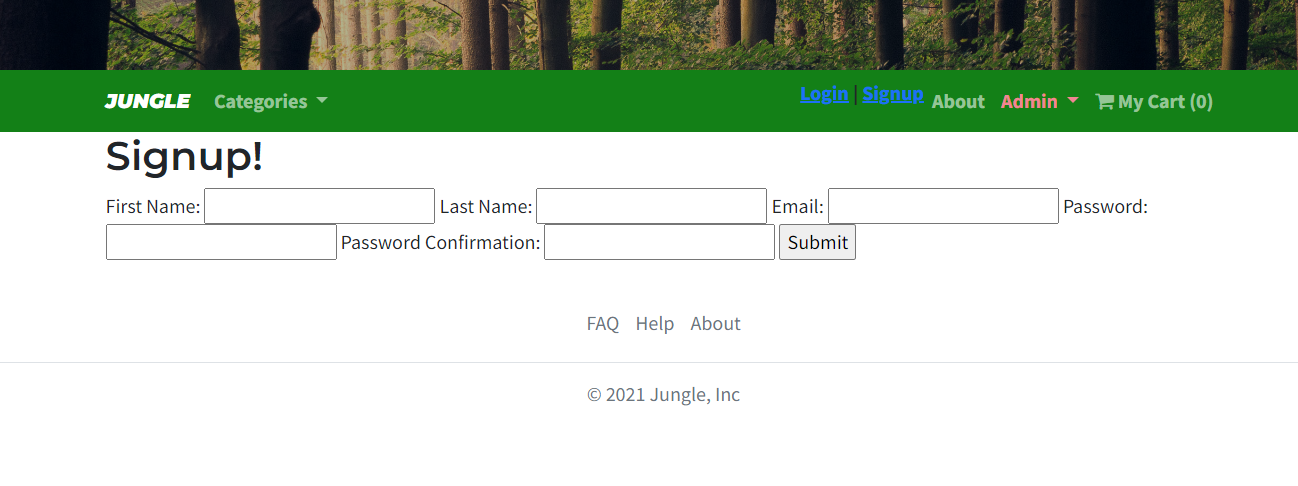 JUNGLE Categories Login | Signup About Admin My Cart (0)
Signup!
First Name: Last Name: Email: Password:
Password Confirmation: Submit
FAQ Help About
© 2021 Jungle, Inc